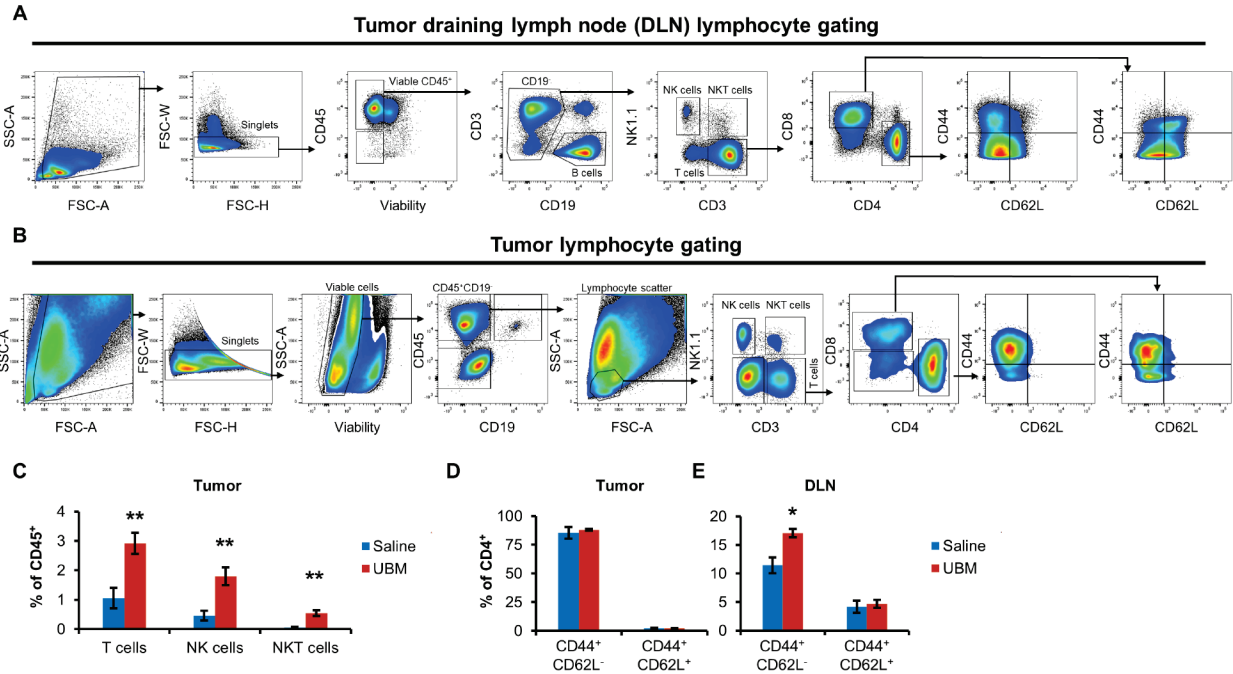 A
Tumor draining lymph node (DLN) lymphocyte gating
SSC-A
FSC-A
FSC-W
Singlets
FSC-H
CD45
Viable CD45⁺
Viability
CD3
CD19⁻
B cells
CD19
NK1.1
NK cells
NKT cells
T cells
CD3
CD8
CD4
CD44
CD62L
CD44
CD62L
B
Tumor lymphocyte gating
SSC-A
FSC-A
FSC-W
Singlets
FSC-H
SSC-A
Viable cells
Viability
CD45
CD45⁺CD19⁻
CD19
SSC-A
Lymphocyte scatter
FSC-A
NK1.1
NK cells
NKT cells
T cells
CD3
CD8
CD4
CD44
CD62L
CD44
CD62L
C
Tumor
% of CD45⁺
4
3
2
1
0
**
**
**
T cells
NK cells
NKT cells
Saline
UBM
D
Tumor
% of CD4⁺
100
75
50
25
0
CD44⁺
CD62L⁻
CD44⁺
CD62L⁺
E
DLN
20
15
10
5
0
*
CD44⁺
CD62L⁻
CD44⁺
CD62L⁺
Saline
UBM